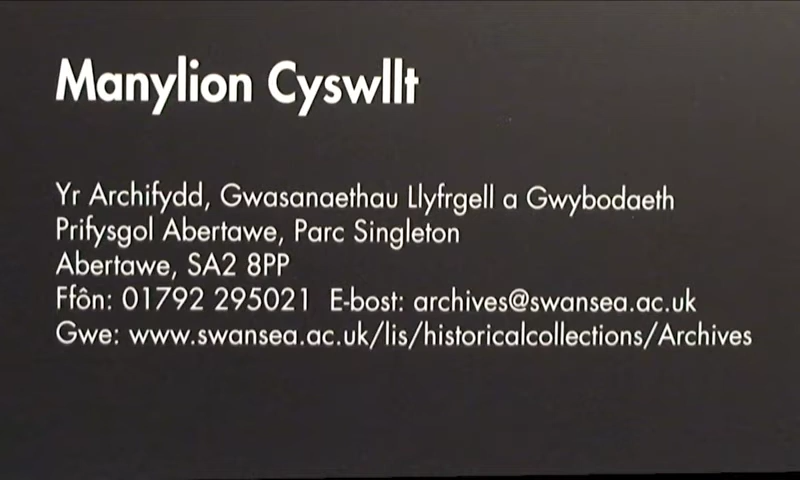 Manylion Cyswllt
Yr Archifydd, Gwasanaethau Llyfrgell a Gwybodaeth
Prifysgol Abertawe, Parc Singleton
Abertawe, SA2 8PP
Ffôn: 01792 295021 E-bost: archives@swansea.ac.uk
Gwe: www.swansea.ac.uk/lis/historicalcollections/Archives